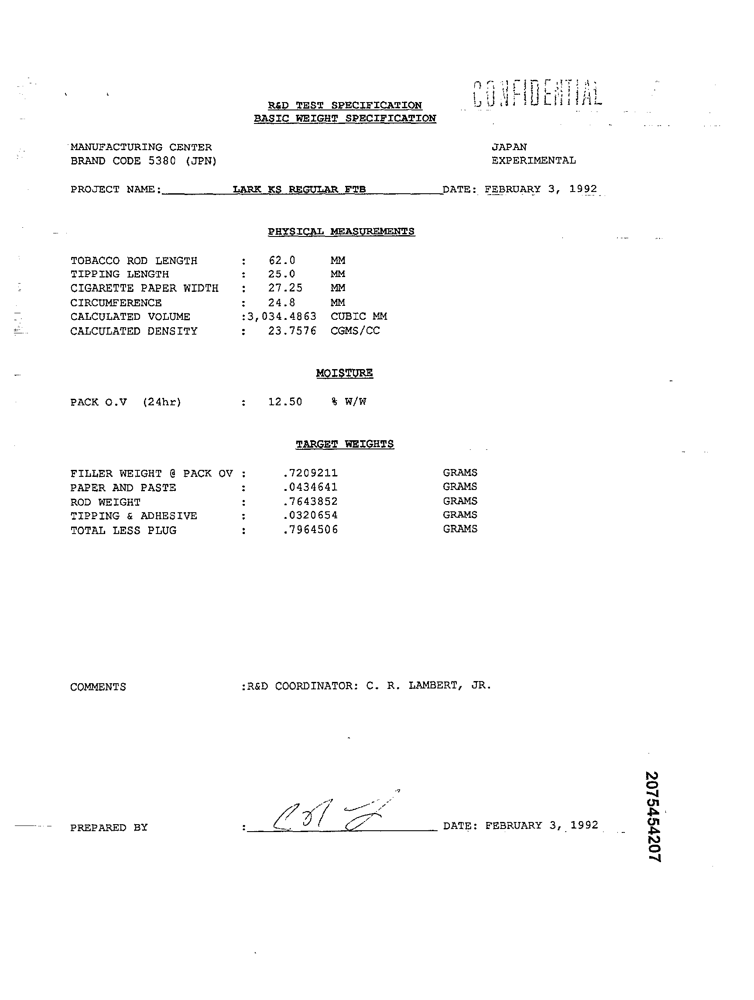 CONFIDENTIAL
R&D TEST SPECIFICATION
BASIC WEIGHT SPECIFICATION
MANUFACTURING CENTER JAPAN
BRAND CODE 5380 (JPN) EXPERIMENTAL
PROJECT NAME: LARK KS REGULAR FTB DATE: FEBRUARY 3, 1992
PHYSICAL MEASUREMENTS
TOBACCO ROD LENGTH : 62.0 MM
TIPPING LENGTH : 25.0 MM
CIGARETTE PAPER WIDTH : 27.25 MM
CIRCUMFERENCE : 24.8 MM
CALCULATED VOLUME :3,034.4863 CUBIC MM
CALCULATED DENSITY : 23.7576 CGMS/CC
MOISTURE
PACK O.V (24hr) : 12.50 % W/W
TARGET WEIGHTS
FILLER WEIGHT @ PACK OV : .7209211 GRAMS
PAPER AND PASTE : .0434641 GRAMS
ROD WEIGHT : .7643852 GRAMS
TIPPING & ADHESIVE : .0320654 GRAMS
TOTAL LESS PLUG : .7964506 GRAMS
COMMENTS :R&D COORDINATOR: C. R. LAMBERT, JR.
PREPARED BY : DATE: FEBRUARY 3, 1992
2075454207